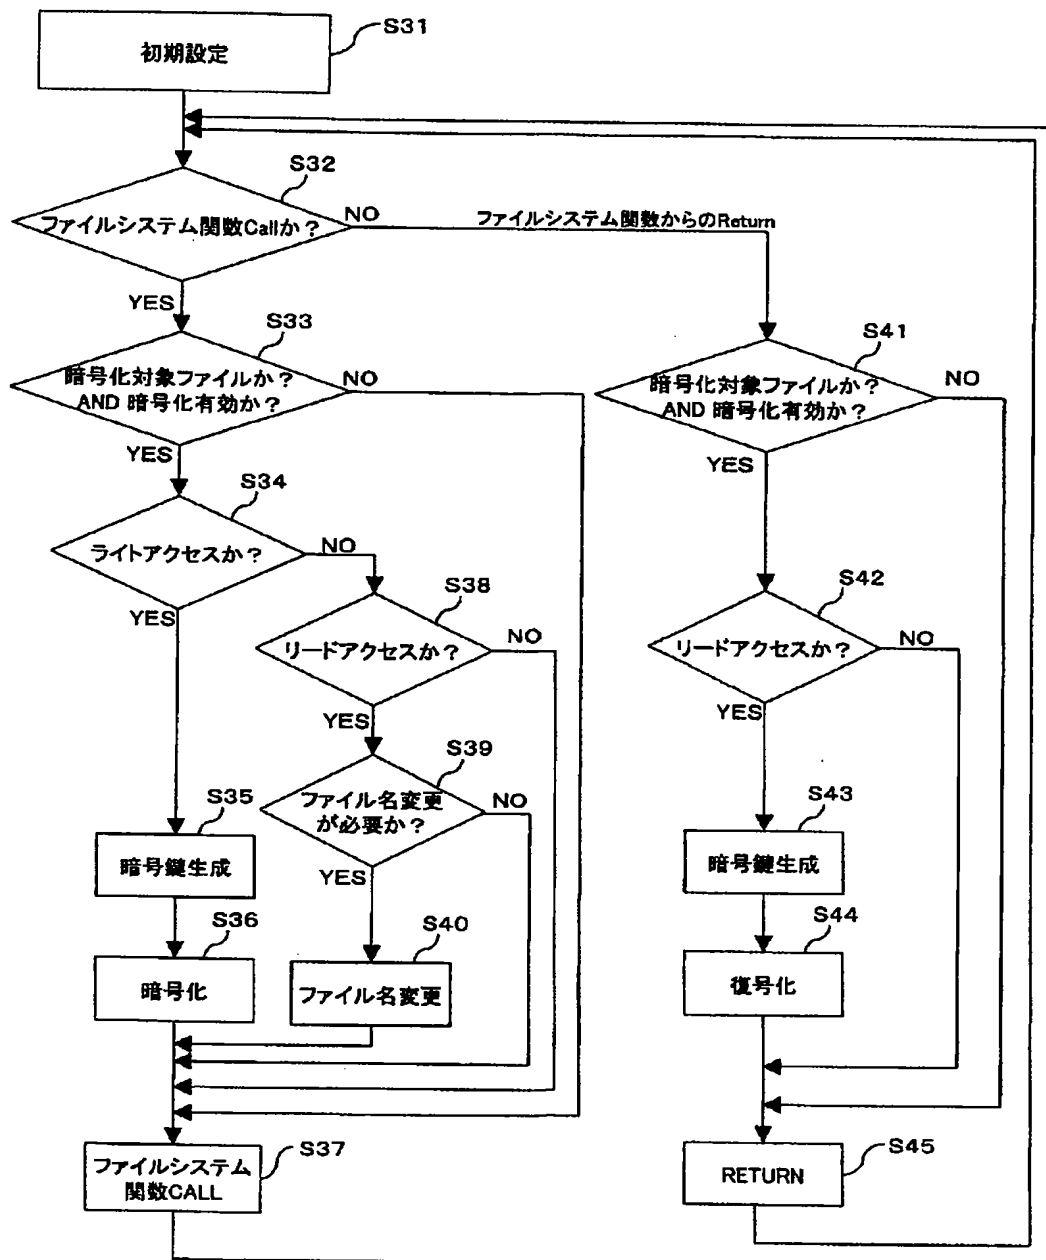 S31
初期設定
S32
ファイルシステム関数Callか？
NO
ファイルシステム関数からのReturn
YES
S33
暗号化対象ファイルか？
AND 暗号化有効か？
NO
YES
S41
暗号化対象ファイルか？
AND 暗号化有効か？
NO
YES
S34
ライトアクセスか？
NO
YES
S38
リードアクセスか？
NO
YES
S42
リードアクセスか？
NO
YES
S39
ファイル名変更
が必要か？
NO
YES
S35
暗号鍵生成
S43
暗号鍵生成
S36
暗号化
S40
ファイル名変更
S44
復号化
S37
ファイルシステム
関数CALL
S45
RETURN